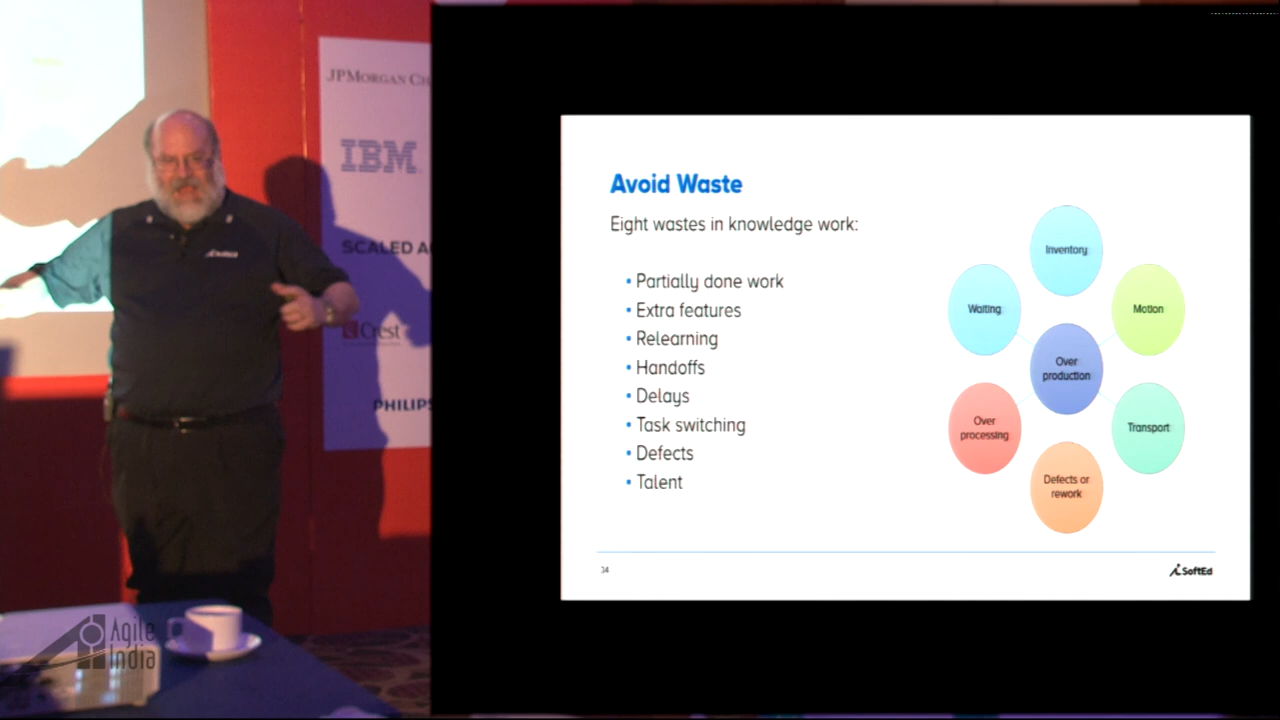 JPMORGAN CH
IBM
SCALED A
Crest
PHILIPS
SoftEd
Agile
India
Avoid Waste
Eight wastes in knowledge work:
• Partially done work
• Extra features
• Relearning
• Handoffs
• Delays
• Task switching
• Defects
• Talent
Inventory
Waiting
Motion
Over
production
Over
processing
Transport
Defects or
rework
34
SoftEd